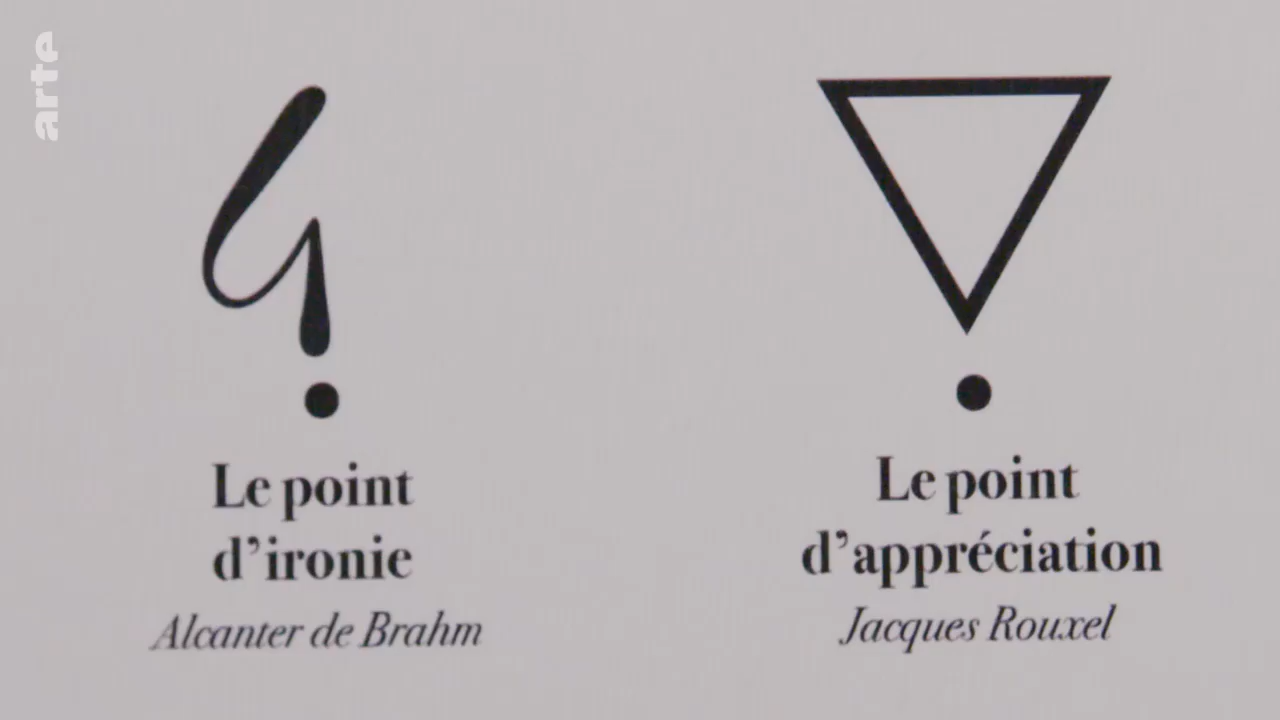 arte
Le point
d'ironie
Alcanter de Brahm
Le point
d'appréciation
Jacques Rouxel